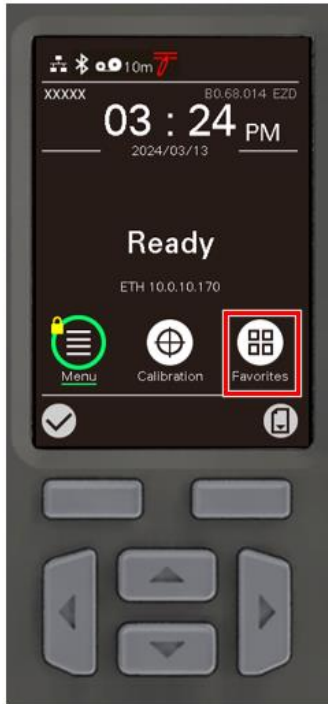 10m
XXXXX B0.68.014 EZD
03 : 24 PM
2024/03/13
Ready
ETH 10.0.10.170
Menu Calibration Favorites